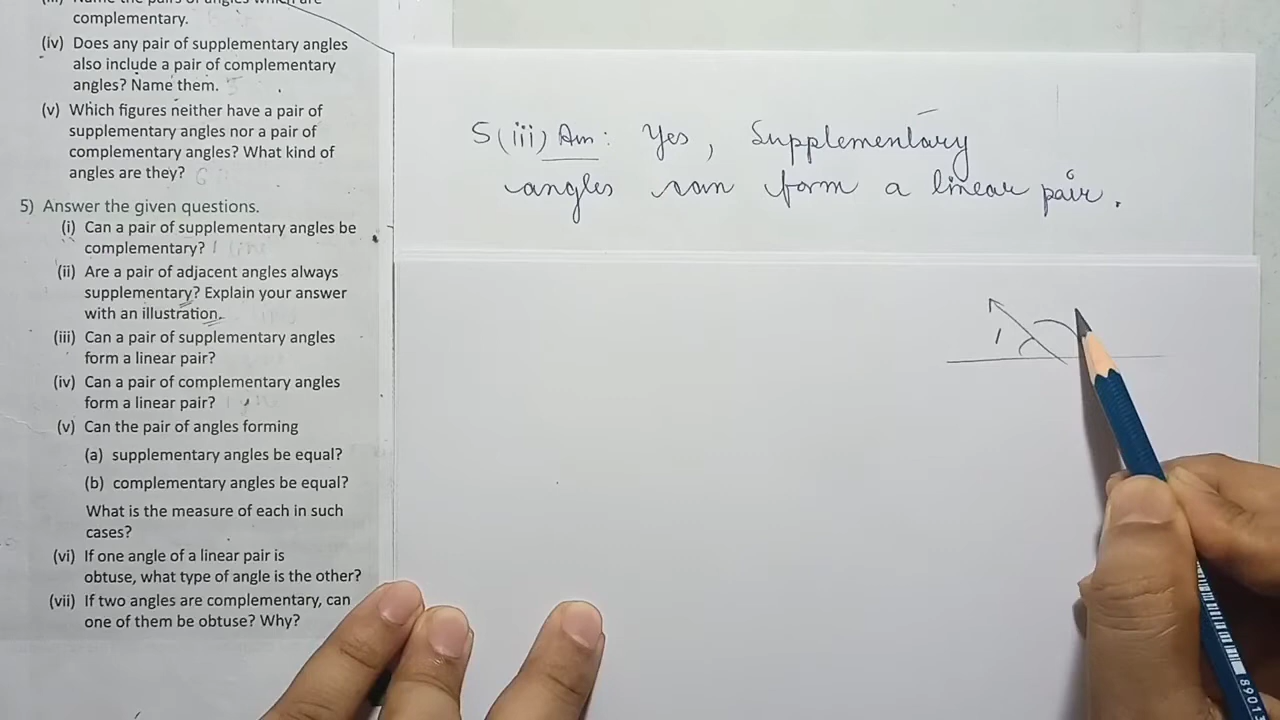 complementary.
(iv) Does any pair of supplementary angles
also include a pair of complementary
angles? Name them.
(v) Which figures neither have a pair of
supplementary angles nor a pair of
complementary angles? What kind of
angles are they?
5) Answer the given questions.
(i) Can a pair of supplementary angles be
complementary?
(ii) Are a pair of adjacent angles always
supplementary? Explain your answer
with an illustration.
(iii) Can a pair of supplementary angles
form a linear pair?
(iv) Can a pair of complementary angles
form a linear pair?
(v) Can the pair of angles forming
(a) supplementary angles be equal?
(b) complementary angles be equal?
What is the measure of each in such
cases?
(vi) If one angle of a linear pair is
obtuse, what type of angle is the other?
(vii) If two angles are complementary, can
one of them be obtuse? Why?
5(iii) Ans: Yes, Supplementary
angles can form a linear pair.
1